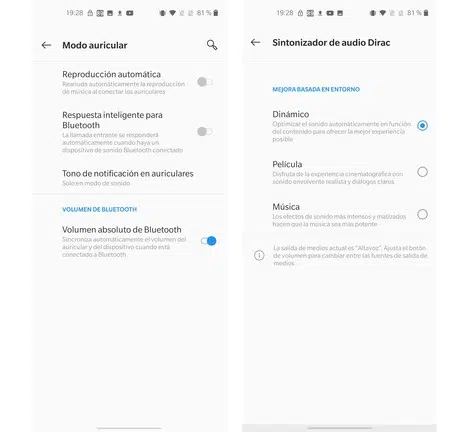 19:28
81 %
Modo auricular
Reproducción automática
Reanuda automáticamente la reproducción
de música al conectar los auriculares
Respuesta inteligente para
Bluetooth
La llamada entrante se responderá
automáticamente cuando haya un
dispositivo de sonido Bluetooth conectado
Tono de notificación en auriculares
Solo en modo de sonido
VOLUMEN DE BLUETOOTH
Volumen absoluto de Bluetooth
Sincroniza automáticamente el volumen del
auricular y del dispositivo cuando está
conectado a Bluetooth
19:28
81 %
Sintonizador de audio Dirac
MEJORA BASADA EN ENTORNO
Dinámico
Optimizar el sonido automáticamente en función
del contenido para ofrecer la mejor experiencia
posible
Película
Disfruta de la experiencia cinematográfica con
sonido envolvente realista y diálogos claros.
Música
Los efectos de sonido más intensos y matizados
hacen que la música sea más potente
La salida de medios actual es "Altavoz". Ajusta el botón
de volumen para cambiar entre las fuentes de salida de
medios.